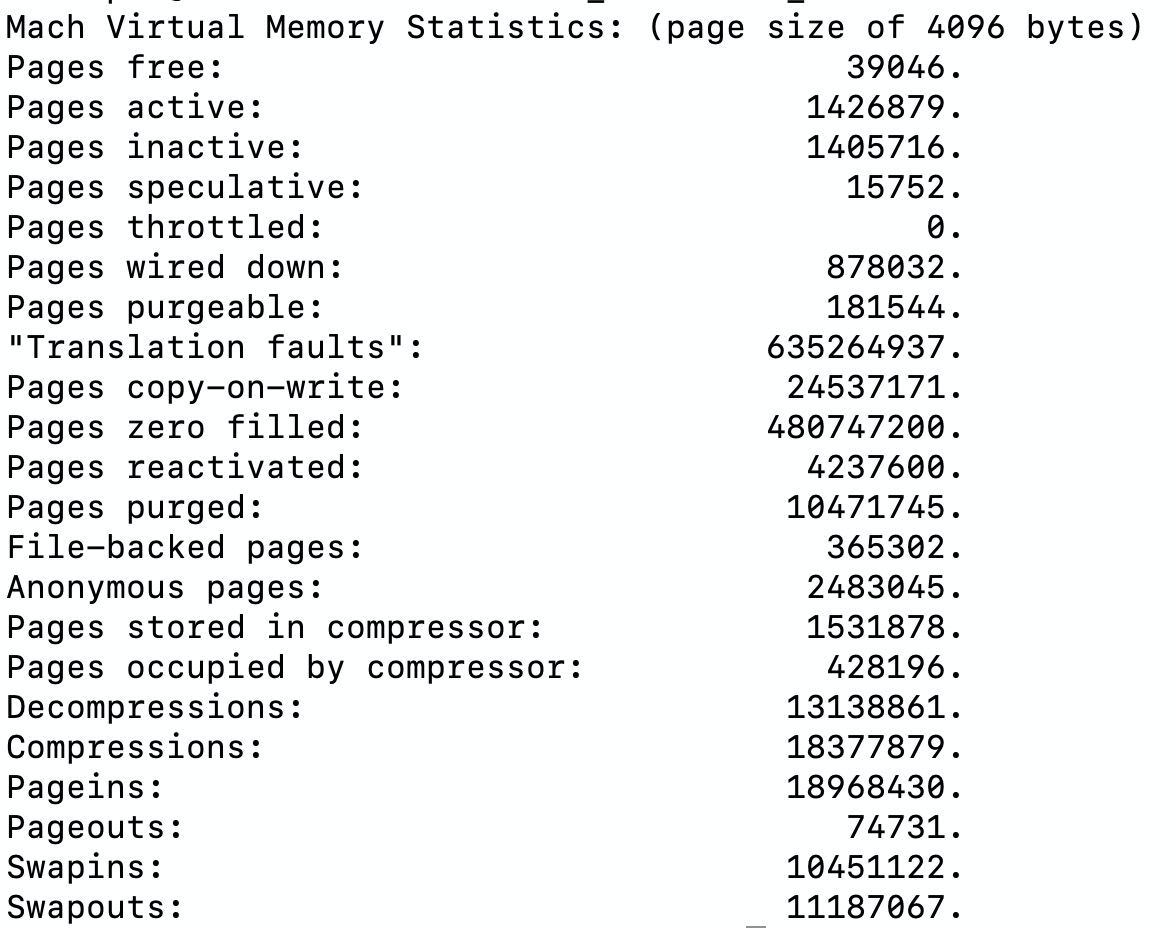 Mach Virtual Memory Statistics: (page size of 4096 bytes)
Pages free: 39046.
Pages active: 1426879.
Pages inactive: 1405716.
Pages speculative: 15752.
Pages throttled: 0.
Pages wired down: 878032.
Pages purgeable: 181544.
"Translation faults": 635264937.
Pages copy-on-write: 24537171.
Pages zero filled: 480747200.
Pages reactivated: 4237600.
Pages purged: 10471745.
File-backed pages: 365302.
Anonymous pages: 2483045.
Pages stored in compressor: 1531878.
Pages occupied by compressor: 428196.
Decompressions: 13138861.
Compressions: 18377879.
Pageins: 18968430.
Pageouts: 74731.
Swapins: 10451122.
Swapouts: 11187067.